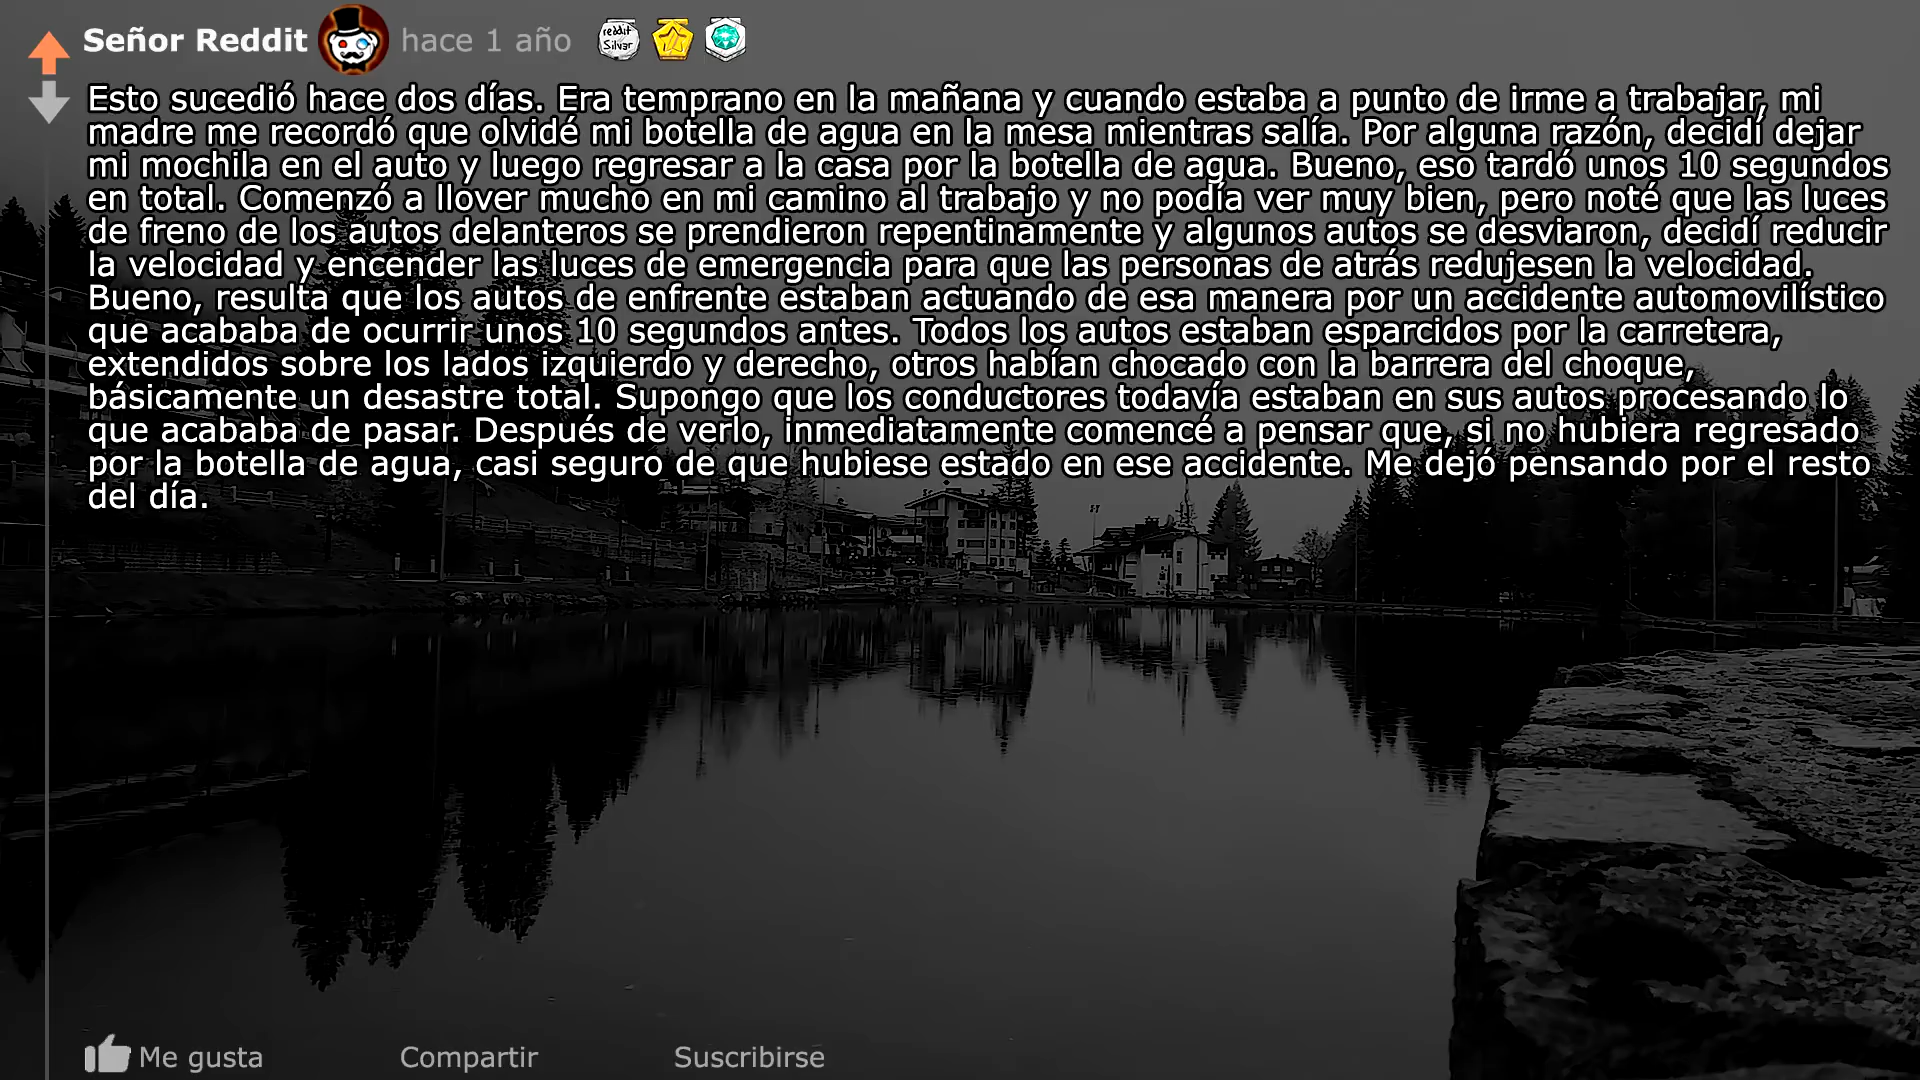 Señor Reddit hace 1 año reddit Silver
Esto sucedió hace dos días. Era temprano en la mañana y cuando estaba a punto de irme a trabajar, mi
madre me recordó que olvidé mi botella de agua en la mesa mientras salía. Por alguna razón, decidí dejar
mi mochila en el auto y luego regresar a la casa por la botella de agua. Bueno, eso tardó unos 10 segundos
en total. Comenzó a llover mucho en mi camino al trabajo y no podía ver muy bien, pero noté que las luces
de freno de los autos delanteros se prendieron repentinamente y algunos autos se desviaron, decidí reducir
la velocidad y encender las luces de emergencia para que las personas de atrás redujesen la velocidad.
Bueno, resulta que los autos de enfrente estaban actuando de esa manera por un accidente automovilístico
que acababa de ocurrir unos 10 segundos antes. Todos los autos estaban esparcidos por la carretera,
extendidos sobre los lados izquierdo y derecho, otros habían chocado con la barrera del choque,
básicamente un desastre total. Supongo que los conductores todavía estaban en sus autos procesando lo
que acababa de pasar. Después de verlo, inmediatamente comencé a pensar que, si no hubiera regresado
por la botella de agua, casi seguro de que hubiese estado en ese accidente. Me dejó pensando por el resto
del día.
Me gusta Compartir Suscribirse